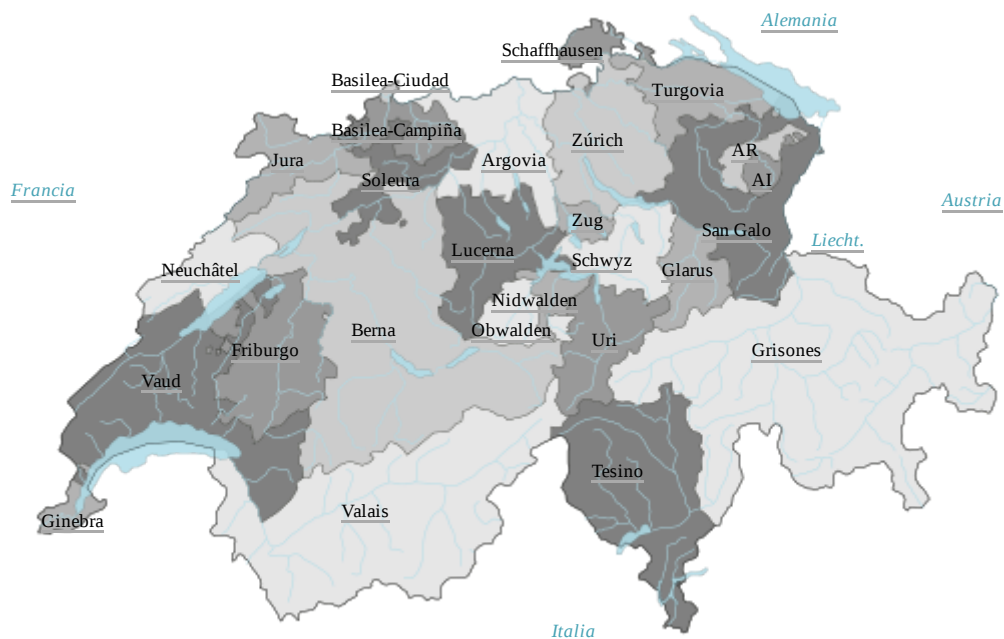 Alemania
Schaffhausen
Basilea-Ciudad
Turgovia
Basilea-Campiña
Zúrich
AR
Jura
Argovia
Soleura
AI
Francia
Austria
Zug
San Galo
Liecht.
Lucerna
Schwyz
Neuchâtel
Glarus
Nidwalden
Berna
Obwalden
Uri
Friburgo
Grisones
Vaud
Tesino
Valais
Ginebra
Italia